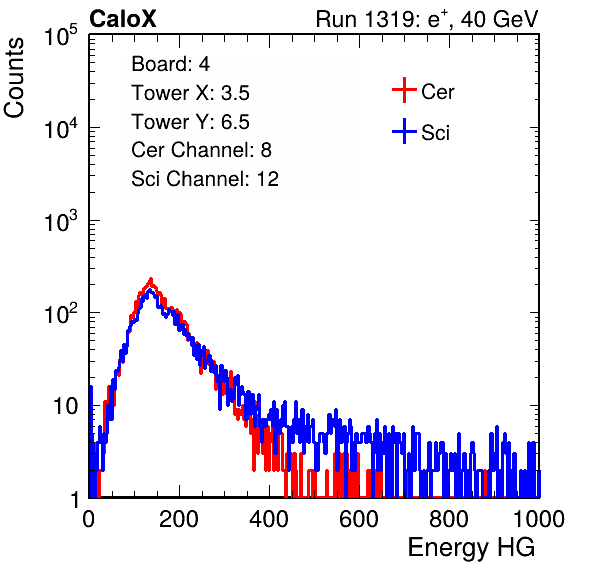 CaloX Run 1319: e⁺, 40 GeV
Counts
Board: 4
Tower X: 3.5
Tower Y: 6.5
Cer Channel: 8
Sci Channel: 12
Cer
Sci
10⁵
10⁴
10³
10²
10
1
0 200 400 600 800 1000
Energy HG